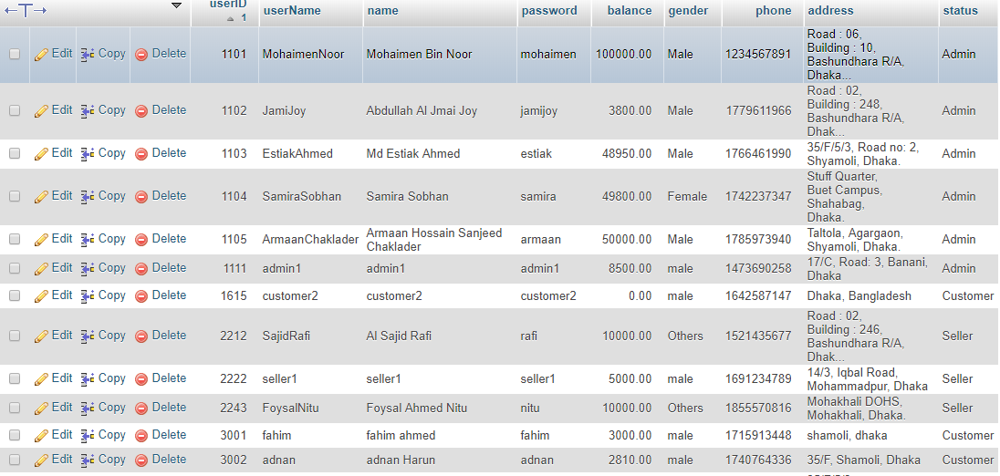 userID 1 userName name password balance gender phone address status
Edit Copy Delete 1101 MohaimenNoor Mohaimen Bin Noor mohaimen 100000.00 Male 1234567891 Road : 06,
Building : 10,
Bashundhara R/A,
Dhaka... Admin
Edit Copy Delete 1102 JamiJoy Abdullah Al Jmai Joy jamijoy 3800.00 Male 1779611966 Road : 02,
Building : 248,
Bashundhara R/A,
Dhak... Admin
Edit Copy Delete 1103 EstiakAhmed Md Estiak Ahmed estiak 48950.00 Male 1766461990 35/F/5/3, Road no: 2,
Shyamoli, Dhaka. Admin
Edit Copy Delete 1104 SamiraSobhan Samira Sobhan samira 49800.00 Female 1742237347 Stuff Quarter,
Buet Campus,
Shahabag,
Dhaka. Admin
Edit Copy Delete 1105 ArmaanChaklader Armaan Hossain Sanjeed
Chaklader armaan 50000.00 Male 1785973940 Taltola, Agargaon,
Shyamoli, Dhaka. Admin
Edit Copy Delete 1111 admin1 admin1 admin1 8500.00 male 1473690258 17/C, Road: 3, Banani,
Dhaka Admin
Edit Copy Delete 1615 customer2 customer2 customer2 0.00 male 1642587147 Dhaka, Bangladesh Customer
Edit Copy Delete 2212 SajidRafi Al Sajid Rafi rafi 10000.00 Others 1521435677 Road : 02,
Building : 246,
Bashundhara R/A,
Dhak... Seller
Edit Copy Delete 2222 seller1 seller1 seller1 5000.00 male 1691234789 14/3, Iqbal Road,
Mohammadpur, Dhaka Seller
Edit Copy Delete 2243 FoysalNitu Foysal Ahmed Nitu nitu 10000.00 Others 1855570816 Mohakhali DOHS,
Mohakhali, Dhaka. Seller
Edit Copy Delete 3001 fahim fahim ahmed fahim 3000.00 male 1715913448 shamoli, dhaka Customer
Edit Copy Delete 3002 adnan adnan Harun adnan 2810.00 male 1740764336 35/F, Shamoli, Dhaka Customer